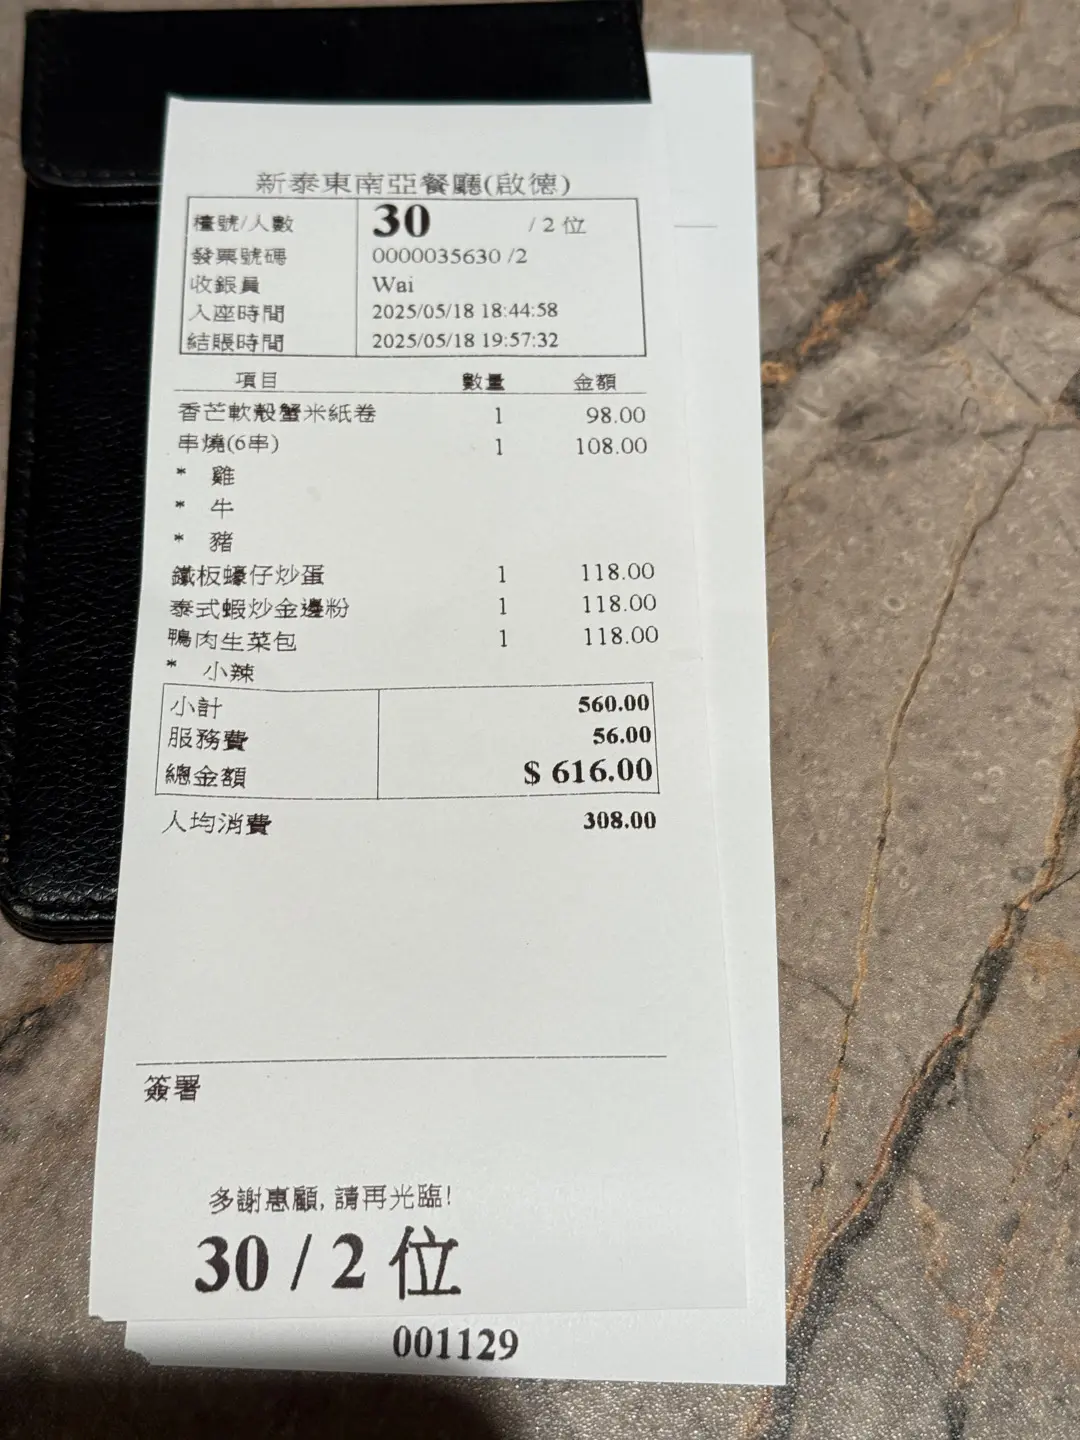 新泰東南亞餐廳(啟德)
檯號/人數 30 / 2 位
發票號碼 0000035630 /2
收銀員 Wai
入座時間 2025/05/18 18:44:58
結賬時間 2025/05/18 19:57:32
項目 數量 金額
香芒軟殼蟹米紙卷 1 98.00
串燒(6串) 1 108.00
* 雞
* 牛
* 豬
鐵板蠔仔炒蛋 1 118.00
泰式蝦炒金邊粉 1 118.00
鴨肉生菜包 1 118.00
* 小辣
小計 560.00
服務費 56.00
總金額 $ 616.00
人均消費 308.00
簽署
多謝惠顧, 請再光臨!
30 / 2 位
001129